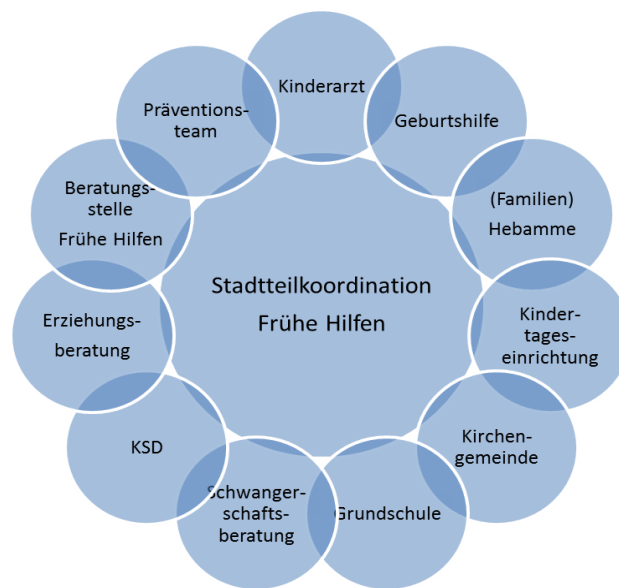 Kinderarzt
Geburtshilfe
(Familien)
Hebamme
Kinder-
tages-
einrichtung
Kirchen-
gemeinde
Grundschule
Schwanger-
schafts-
beratung
KSD
Erziehungs-
beratung
Beratungs-
stelle
Frühe Hilfen
Präventions-
team
Stadtteilkoordination
Frühe Hilfen